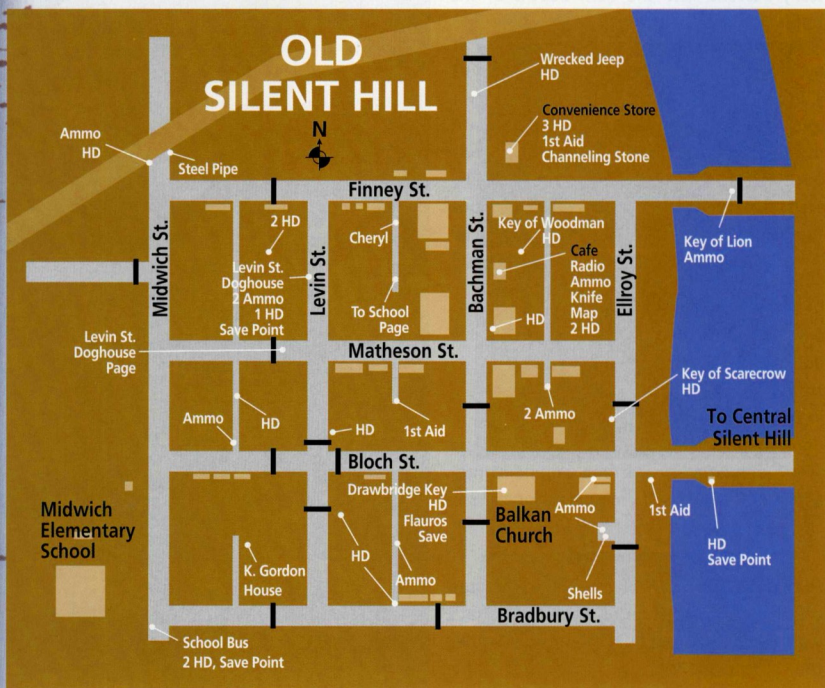 OLD
SILENT HILL
N
Wrecked Jeep
HD
Convenience Store
3 HD
1st Aid
Channeling Stone
Ammo
HD
Steel Pipe
Finney St.
Midwich St.
2 HD
Levin St.
Cheryl
Bachman St.
Key of Woodman
HD
Ellroy St.
Key of Lion
Ammo
Levin St.
Doghouse
2 Ammo
1 HD
Save Point
To School
Page
Cafe
Radio
Ammo
Knife
Map
2 HD
HD
Levin St.
Doghouse
Page
Matheson St.
Key of Scarecrow
HD
Ammo
HD
HD
1st Aid
2 Ammo
To Central
Silent Hill
Bloch St.
Midwich
Elementary
School
Drawbridge Key
HD
Flauros
Save
Balkan
Church
Ammo
1st Aid
HD
Save Point
K. Gordon
House
HD
Ammo
Shells
Bradbury St.
School Bus
2 HD, Save Point